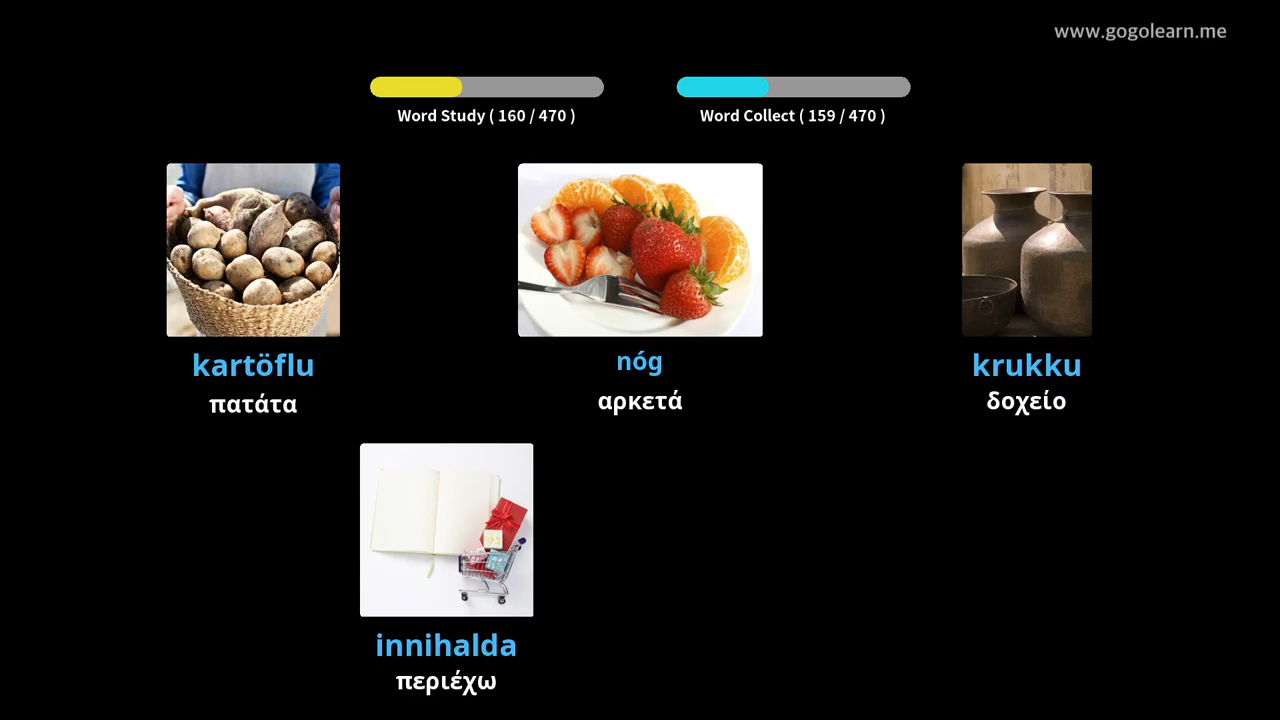 www.gogolearn.me
Word Study ( 160 / 470 )
Word Collect ( 159 / 470 )
kartöflu
πατάτα
nóg
αρκετά
krukku
δοχείο
innihalda
περιέχω